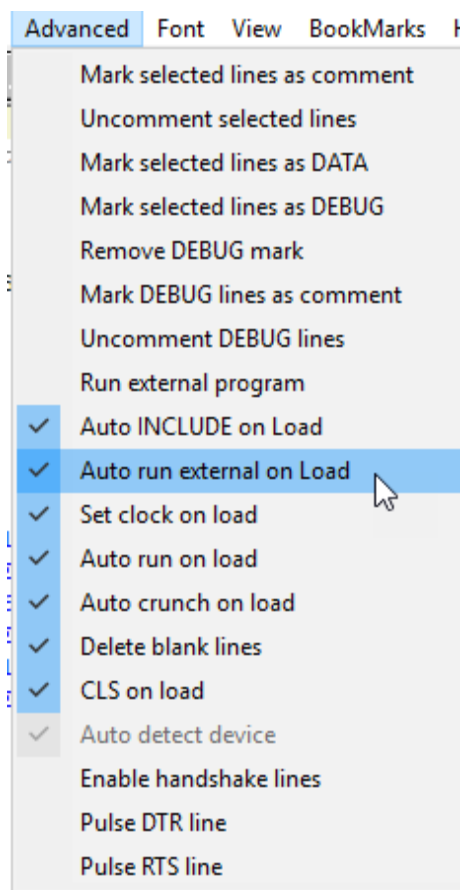 Advanced Font View BookMarks
Mark selected lines as comment
Uncomment selected lines
Mark selected lines as DATA
Mark selected lines as DEBUG
Remove DEBUG mark
Mark DEBUG lines as comment
Uncomment DEBUG lines
Run external program
Auto INCLUDE on Load
Auto run external on Load
Set clock on load
Auto run on load
Auto crunch on load
Delete blank lines
CLS on load
Auto detect device
Enable handshake lines
Pulse DTR line
Pulse RTS line